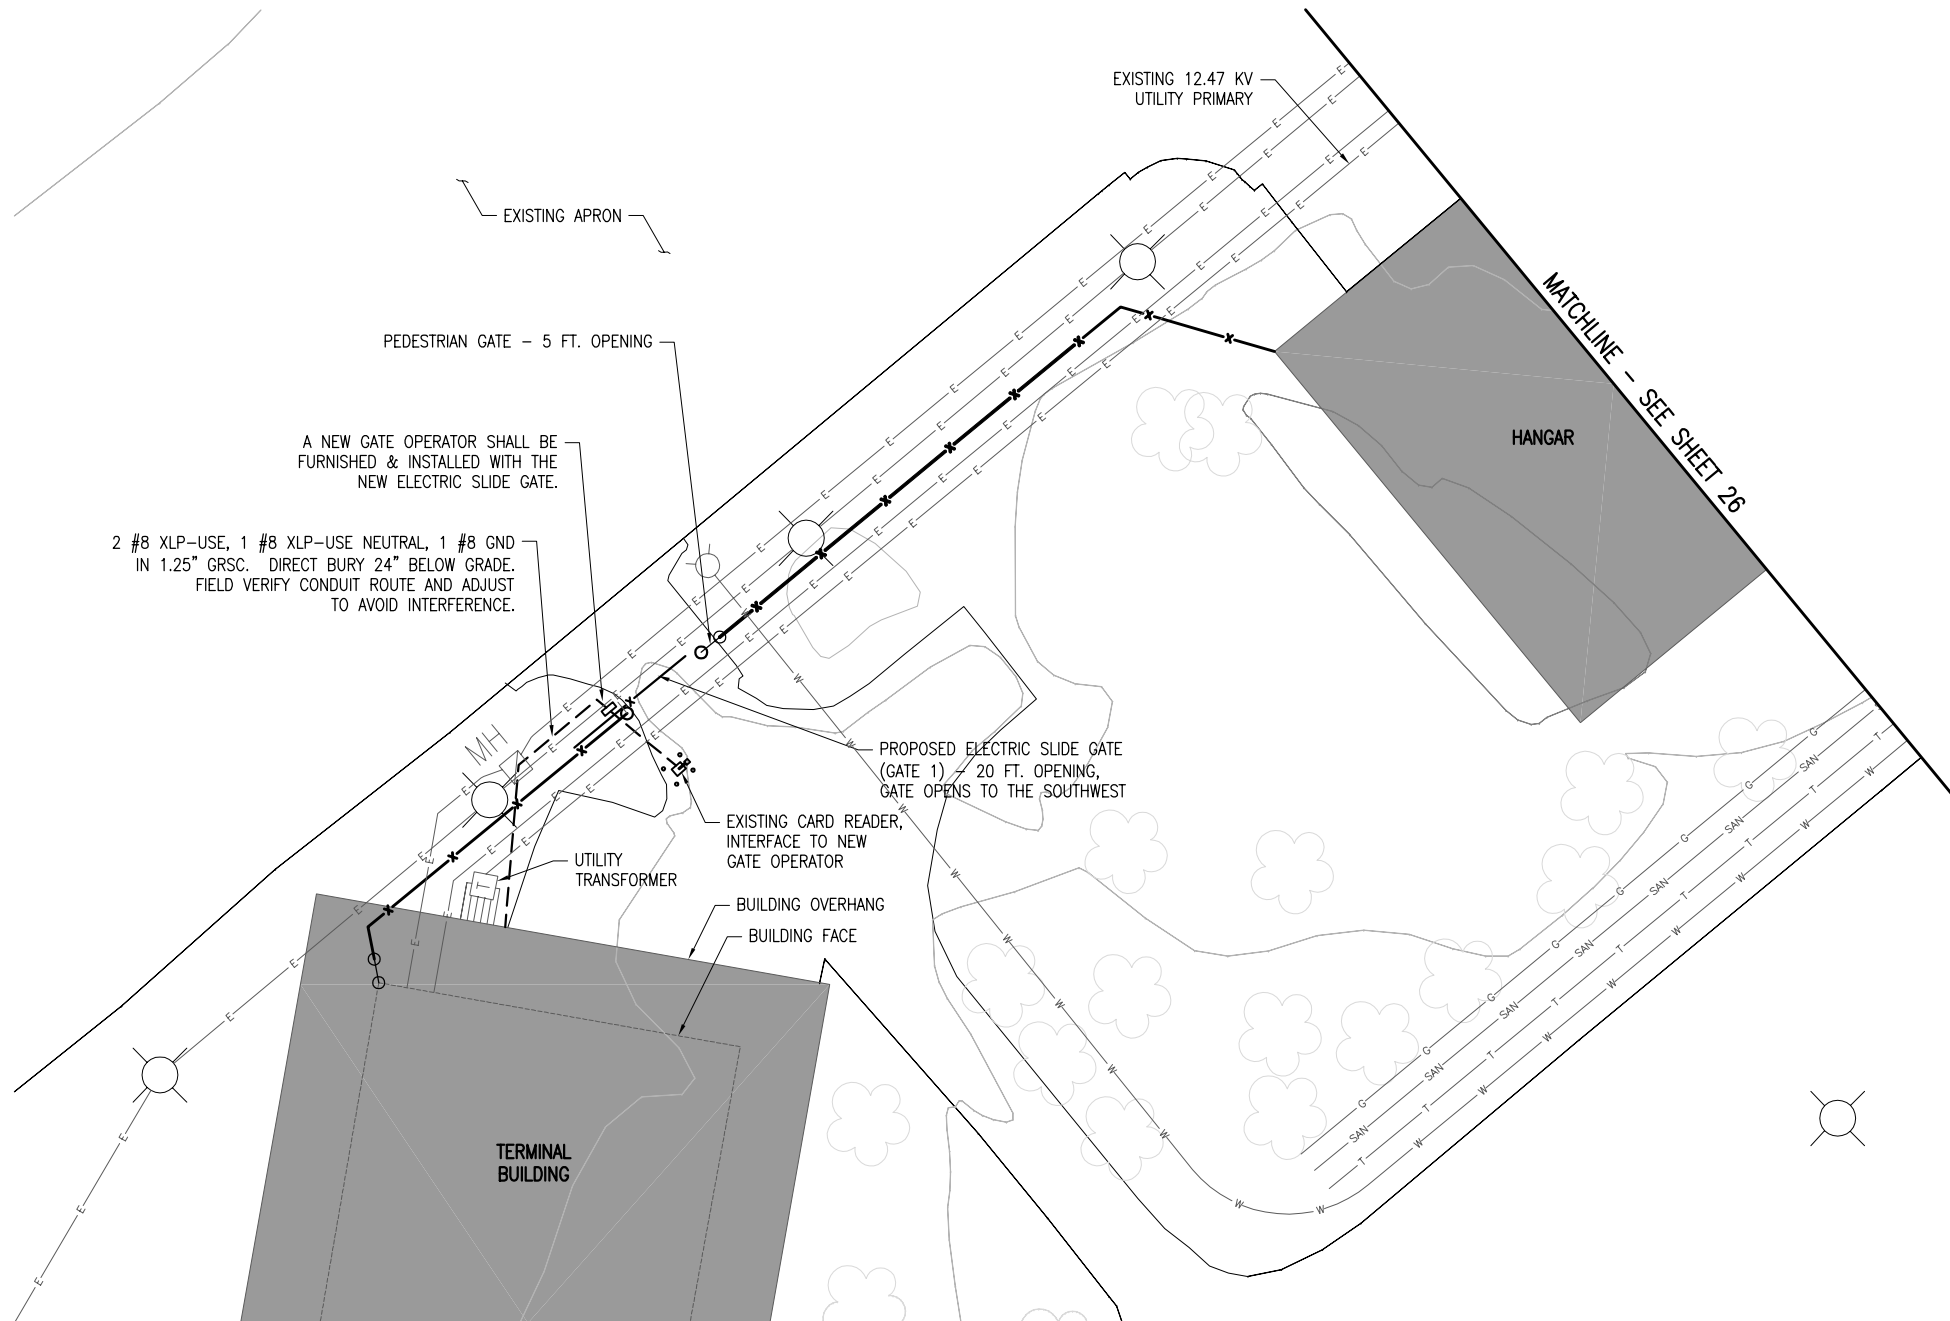 EXISTING 12.47 KV
UTILITY PRIMARY
EXISTING APRON
PEDESTRIAN GATE – 5 FT. OPENING
A NEW GATE OPERATOR SHALL BE
FURNISHED & INSTALLED WITH THE
NEW ELECTRIC SLIDE GATE.
2 #8 XLP–USE, 1 #8 XLP–USE NEUTRAL, 1 #8 GND
IN 1.25" GRSC.  DIRECT BURY 24" BELOW GRADE.
FIELD VERIFY CONDUIT ROUTE AND ADJUST
TO AVOID INTERFERENCE.
MATCHLINE – SEE SHEET 26
HANGAR
MH
PROPOSED ELECTRIC SLIDE GATE
(GATE 1) – 20 FT. OPENING,
GATE OPENS TO THE SOUTHWEST
EXISTING CARD READER,
INTERFACE TO NEW
GATE OPERATOR
UTILITY
TRANSFORMER
T
BUILDING OVERHANG
BUILDING FACE
TERMINAL
BUILDING
E
W
G
SAN
T
W